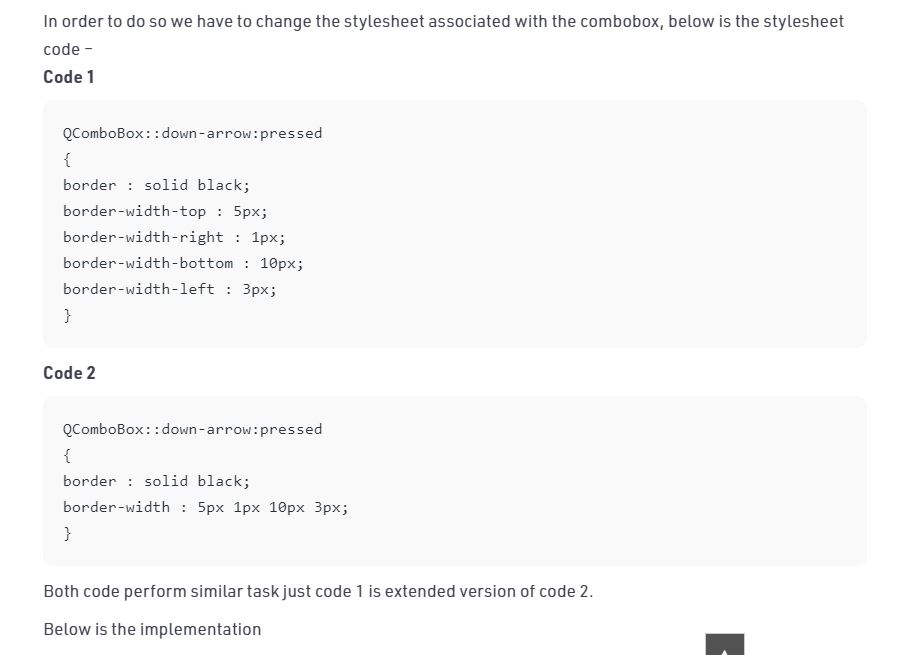 In order to do so we have to change the stylesheet associated with the combobox, below is the stylesheet
code –
Code 1
QComboBox::down-arrow:pressed
{
border : solid black;
border-width-top : 5px;
border-width-right : 1px;
border-width-bottom : 10px;
border-width-left : 3px;
}
Code 2
QComboBox::down-arrow:pressed
{
border : solid black;
border-width : 5px 1px 10px 3px;
}
Both code perform similar task just code 1 is extended version of code 2.
Below is the implementation